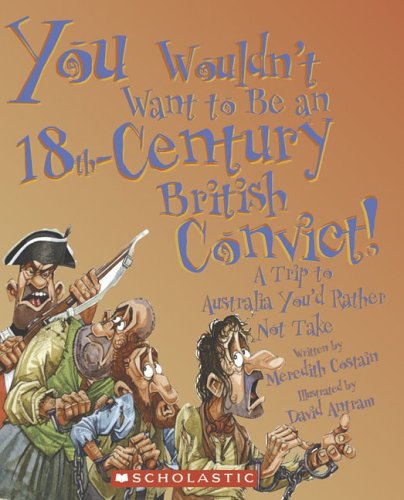 You Wouldn't
Want to Be an
18th-Century
British
Convict!
A Trip to
Australia You'd Rather
Not Take
Written by
Meredith Costain
Illustrated by
David Antram
SCHOLASTIC